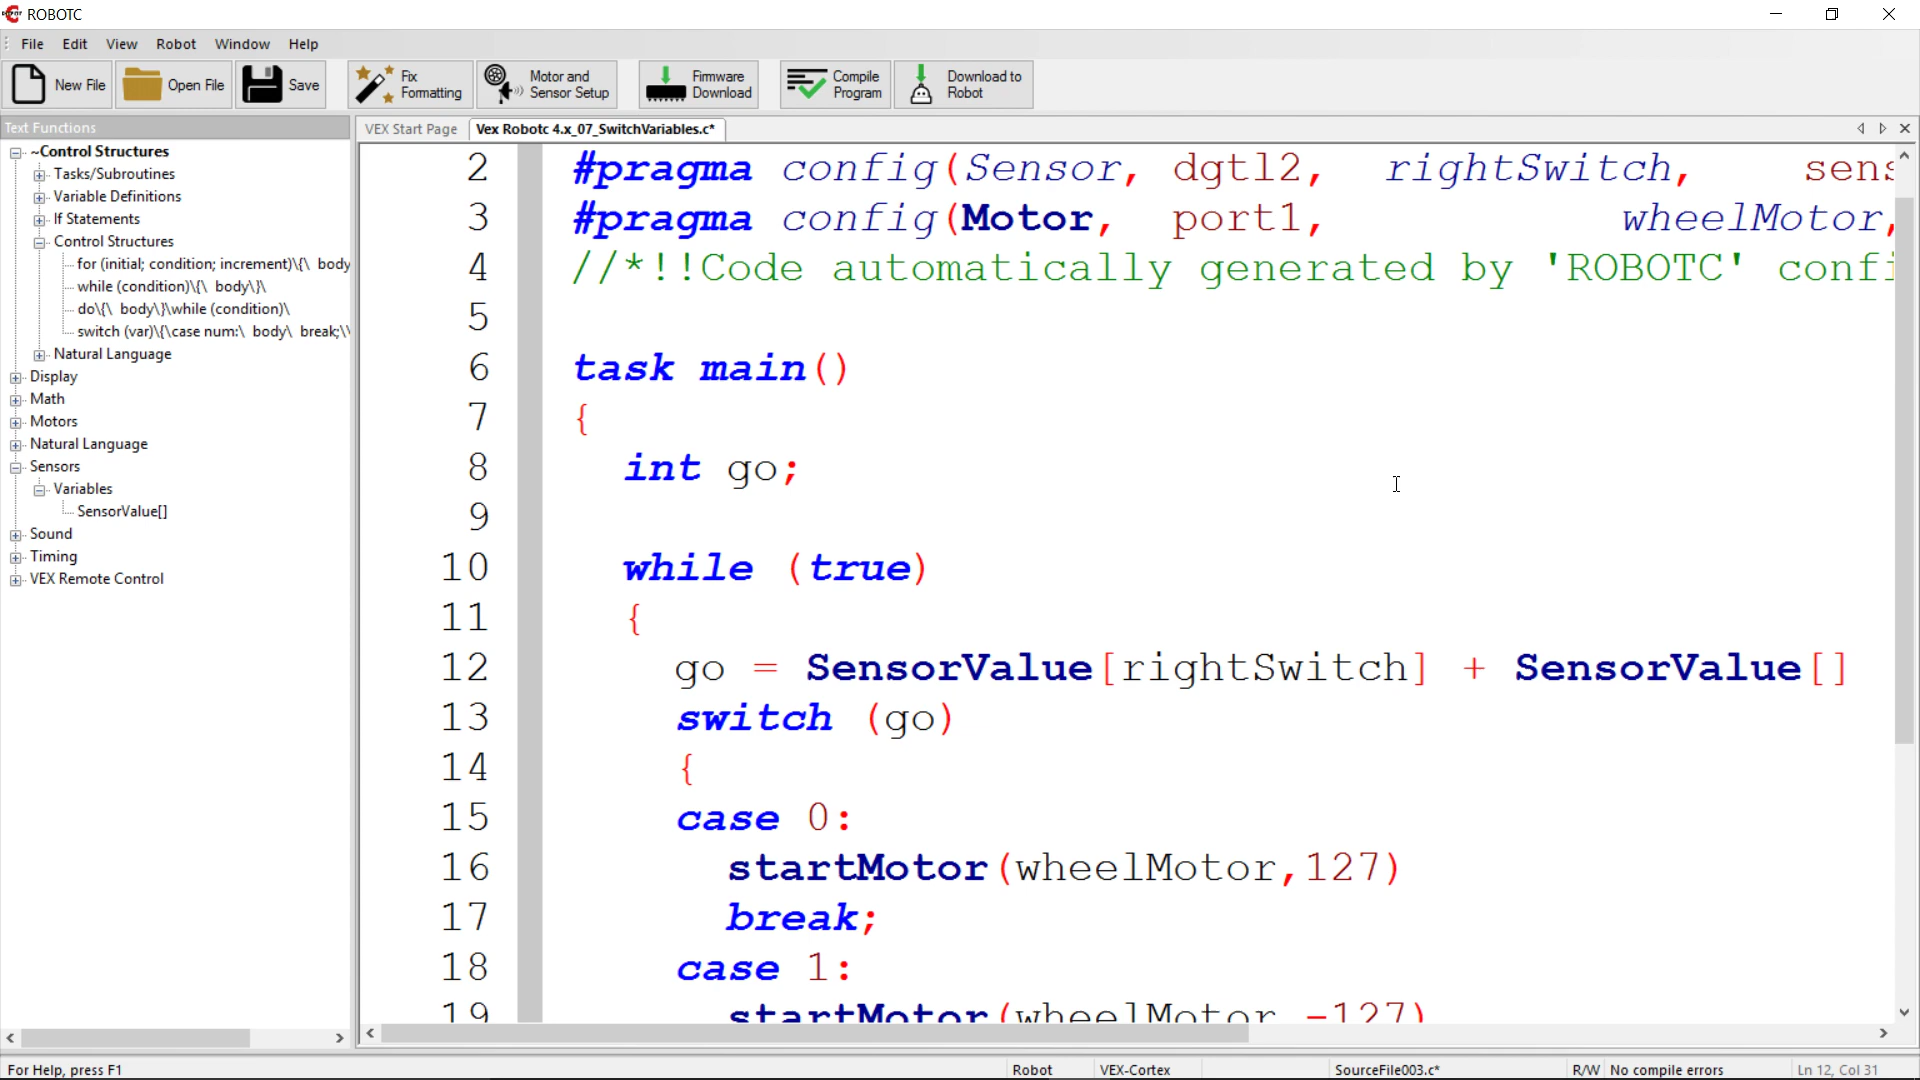 ROBOTC
File Edit View Robot Window Help
New File Open File Save Fix Formatting Motor and Sensor Setup Firmware Download Compile Program Download to Robot
Text Functions
VEX Start Page Vex Robotc 4.x_07_SwitchVariables.c*
~Control Structures
Tasks/Subroutines
Variable Definitions
If Statements
Control Structures
for (initial; condition; increment)\{\ body
while (condition)\{\ body\}\
do\{\ body\}\while (condition)\
switch (var)\{\case num:\ body\ break;\\
Natural Language
Display
Math
Motors
Natural Language
Sensors
Variables
SensorValue[]
Sound
Timing
VEX Remote Control
2 #pragma config(Sensor, dgtl2, rightSwitch, sens
3 #pragma config(Motor, port1, wheelMotor,
4 //*!!Code automatically generated by 'ROBOTC' confi
5
6 task main()
7 {
8 int go;
9
10 while (true)
11 {
12 go = SensorValue[rightSwitch] + SensorValue[]
13 switch (go)
14 {
15 case 0:
16 startMotor(wheelMotor,127)
17 break;
18 case 1:
19 startMotor(wheelMotor,-127)
For Help, press F1 Robot VEX-Cortex SourceFile003.c* R/W No compile errors Ln 12, Col 31